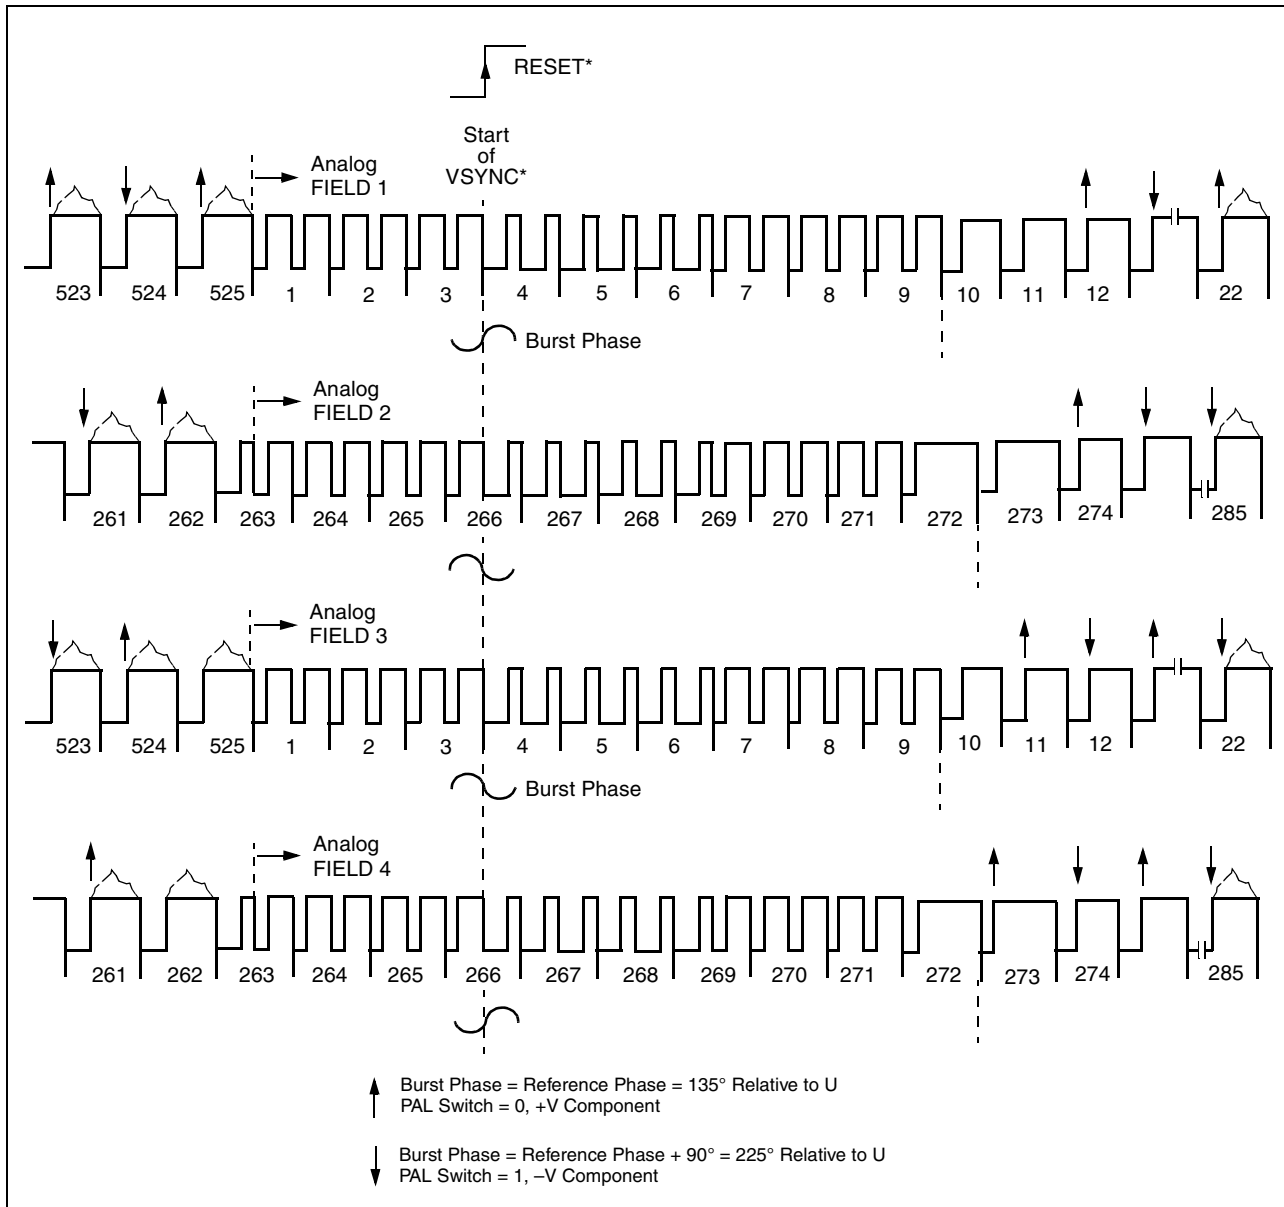 RESET*
Start
of
VSYNC*
Analog
FIELD 1
523 524 525 1 2 3 4 5 6 7 8 9 10 11 12 22
Burst Phase
Analog
FIELD 2
261 262 263 264 265 266 267 268 269 270 271 272 273 274 285
Analog
FIELD 3
523 524 525 1 2 3 4 5 6 7 8 9 10 11 12 22
Burst Phase
Analog
FIELD 4
261 262 263 264 265 266 267 268 269 270 271 272 273 274 285
Burst Phase = Reference Phase = 135° Relative to U
PAL Switch = 0, +V Component
Burst Phase = Reference Phase + 90° = 225° Relative to U
PAL Switch = 1, –V Component